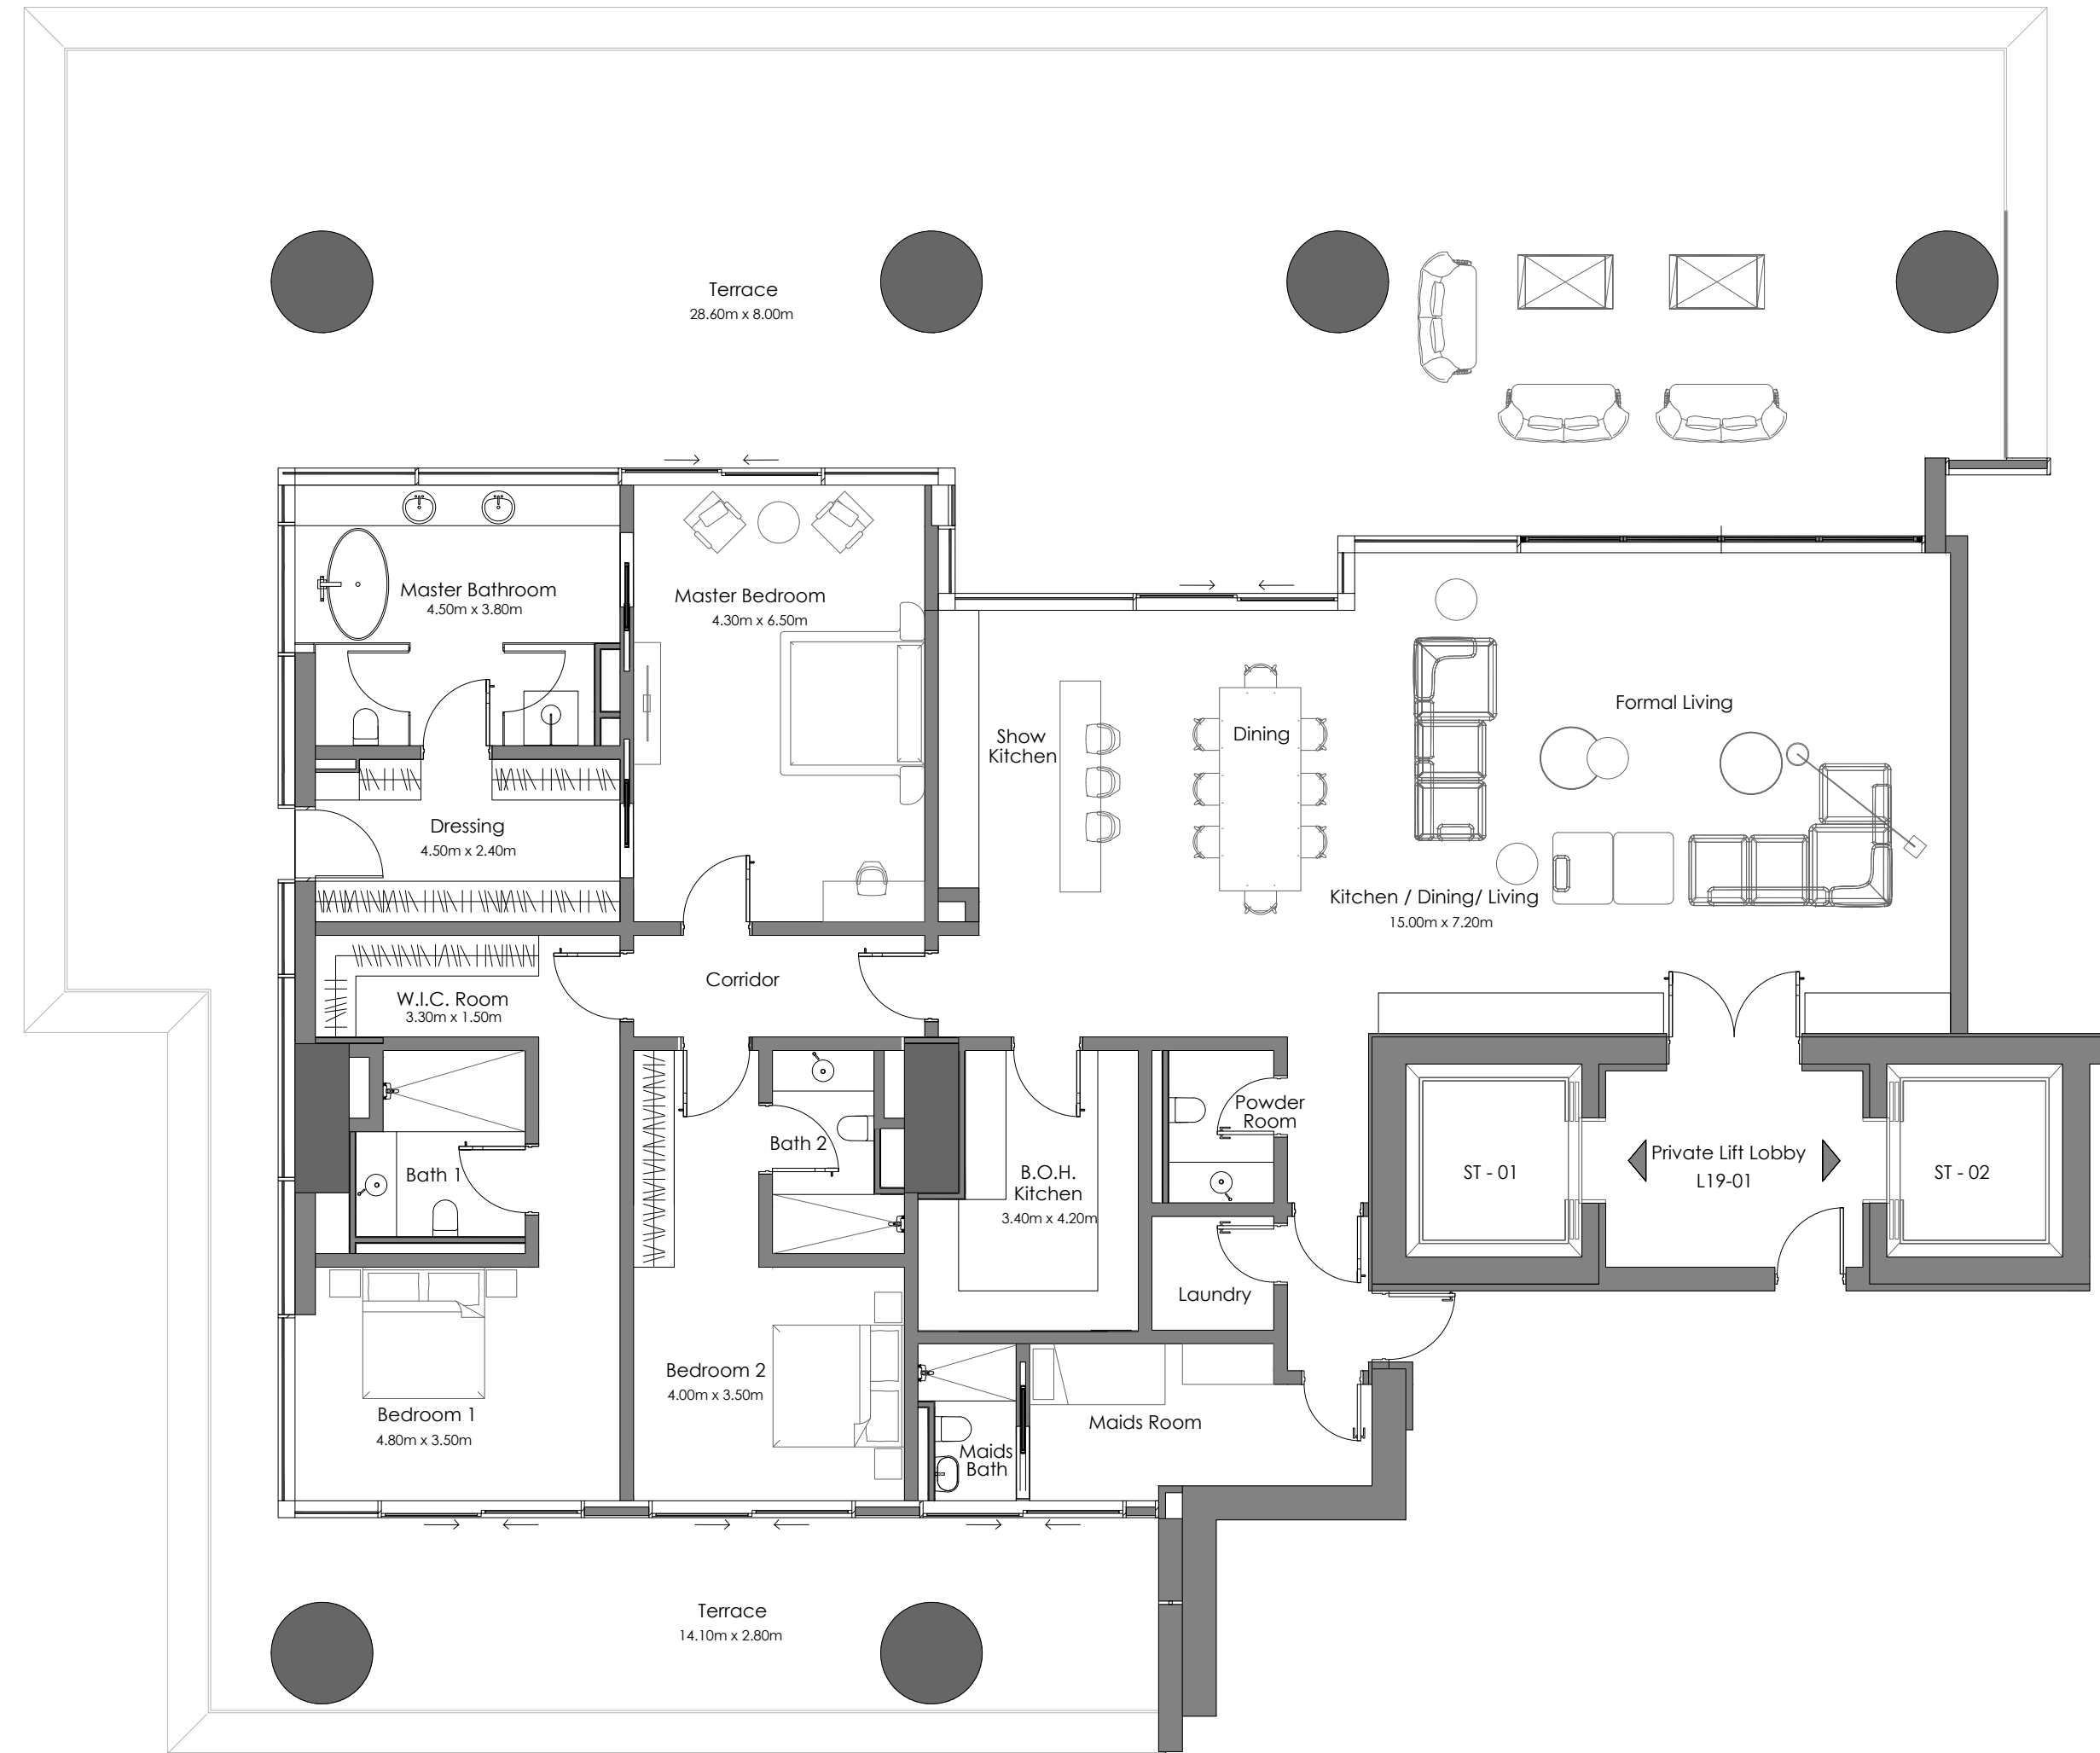 Terrace
28.60m x 8.00m
Master Bathroom
4.50m x 3.80m
Master Bedroom
4.30m x 6.50m
Formal Living
Show
Kitchen
Dining
Dressing
4.50m x 2.40m
Kitchen / Dining/ Living
15.00m x 7.20m
Corridor
W.I.C. Room
3.30m x 1.50m
Powder
Room
Bath 2
Private Lift Lobby
L19-01
ST - 01
ST - 02
Bath 1
B.O.H.
Kitchen
3.40m x 4.20m
Laundry
Bedroom 2
4.00m x 3.50m
Bedroom 1
4.80m x 3.50m
Maids Room
Maids
Bath
Terrace
14.10m x 2.80m